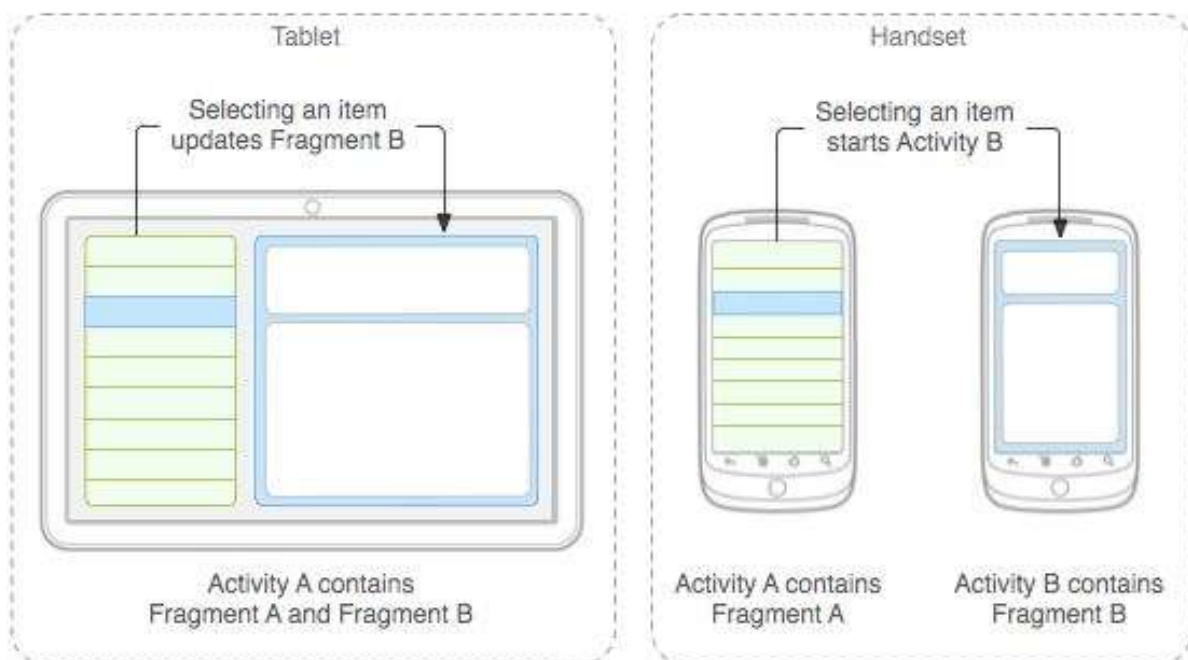 Tablet
Selecting an item
updates Fragment B
Activity A contains
Fragment A and Fragment B
Handset
Selecting an item
starts Activity B
Activity A contains
Fragment A
Activity B contains
Fragment B